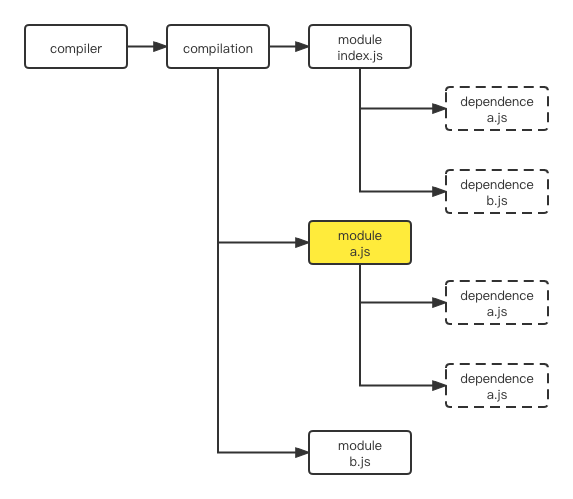 compiler
compilation
module
index.js
dependence
a.js
dependence
b.js
module
a.js
dependence
a.js
dependence
a.js
module
b.js